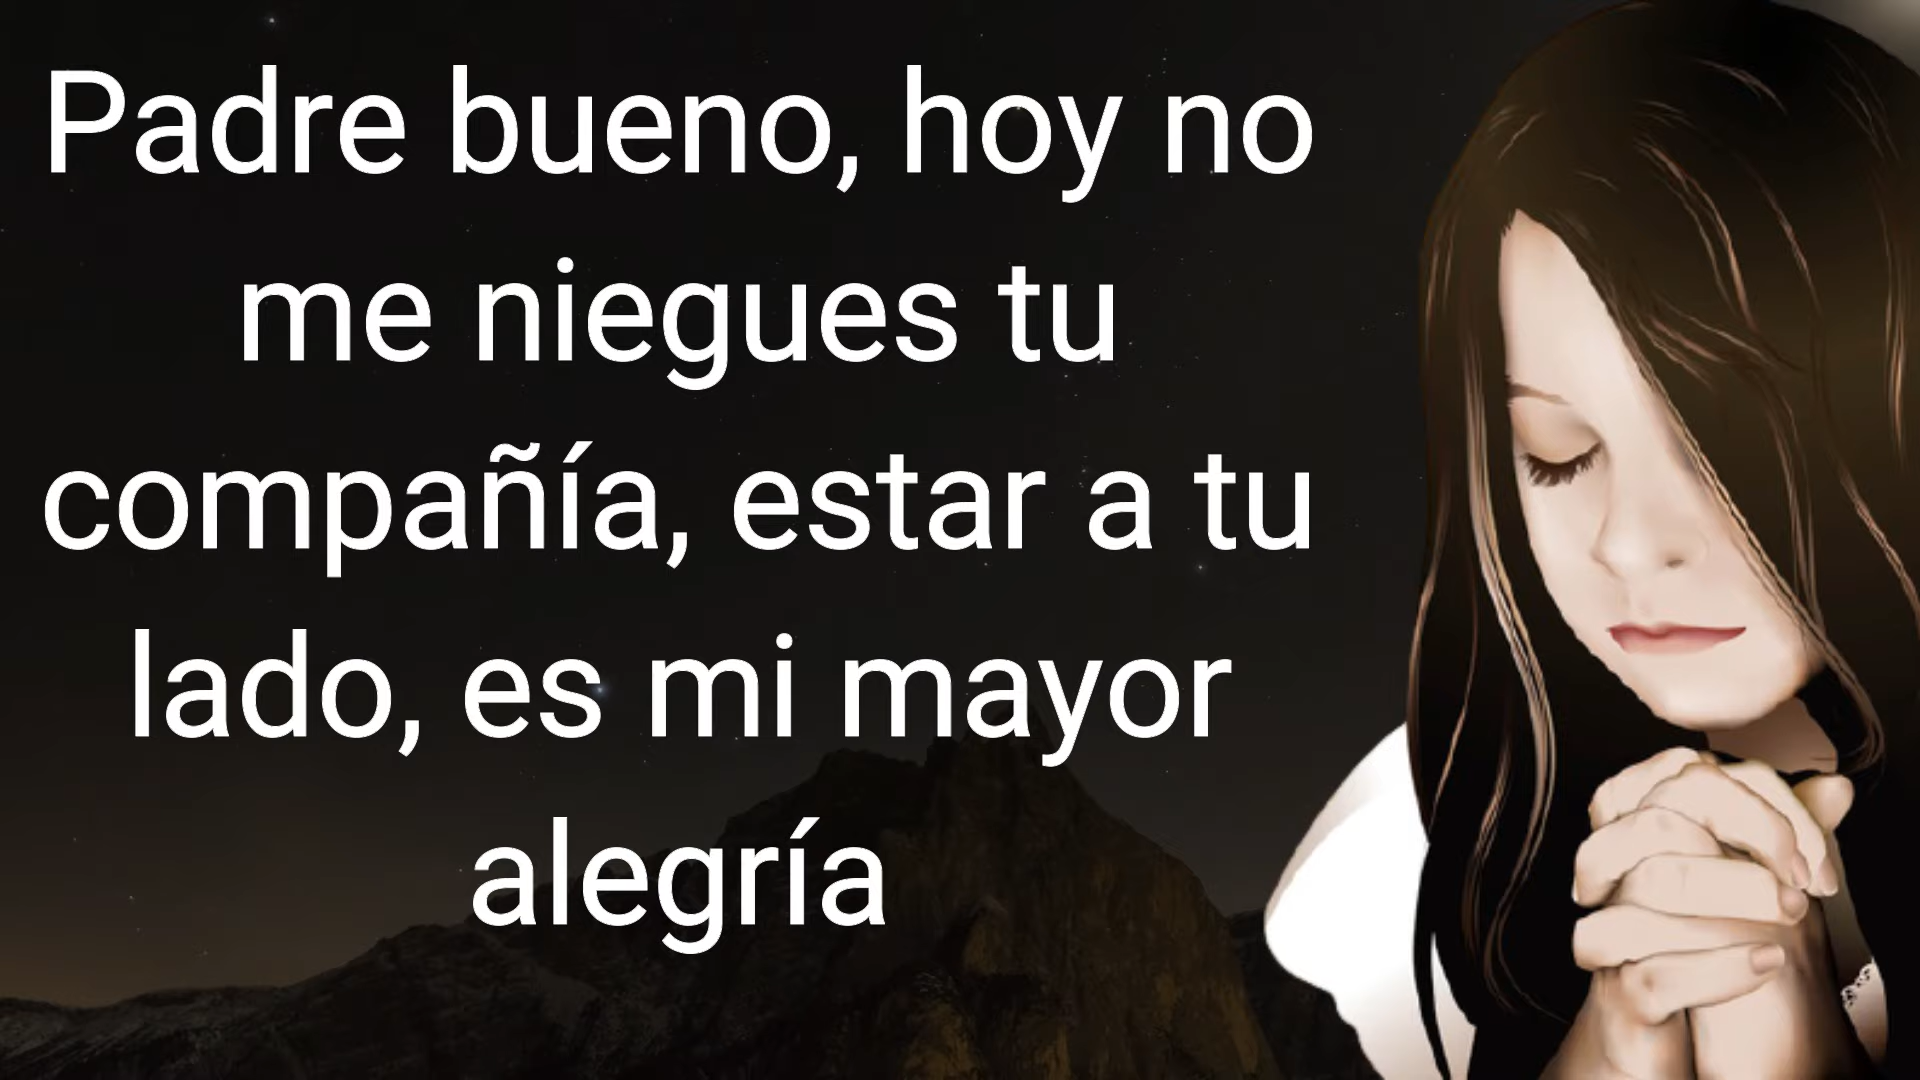 Padre bueno, hoy no
me niegues tu
compañía, estar a tu
lado, es mi mayor
alegría